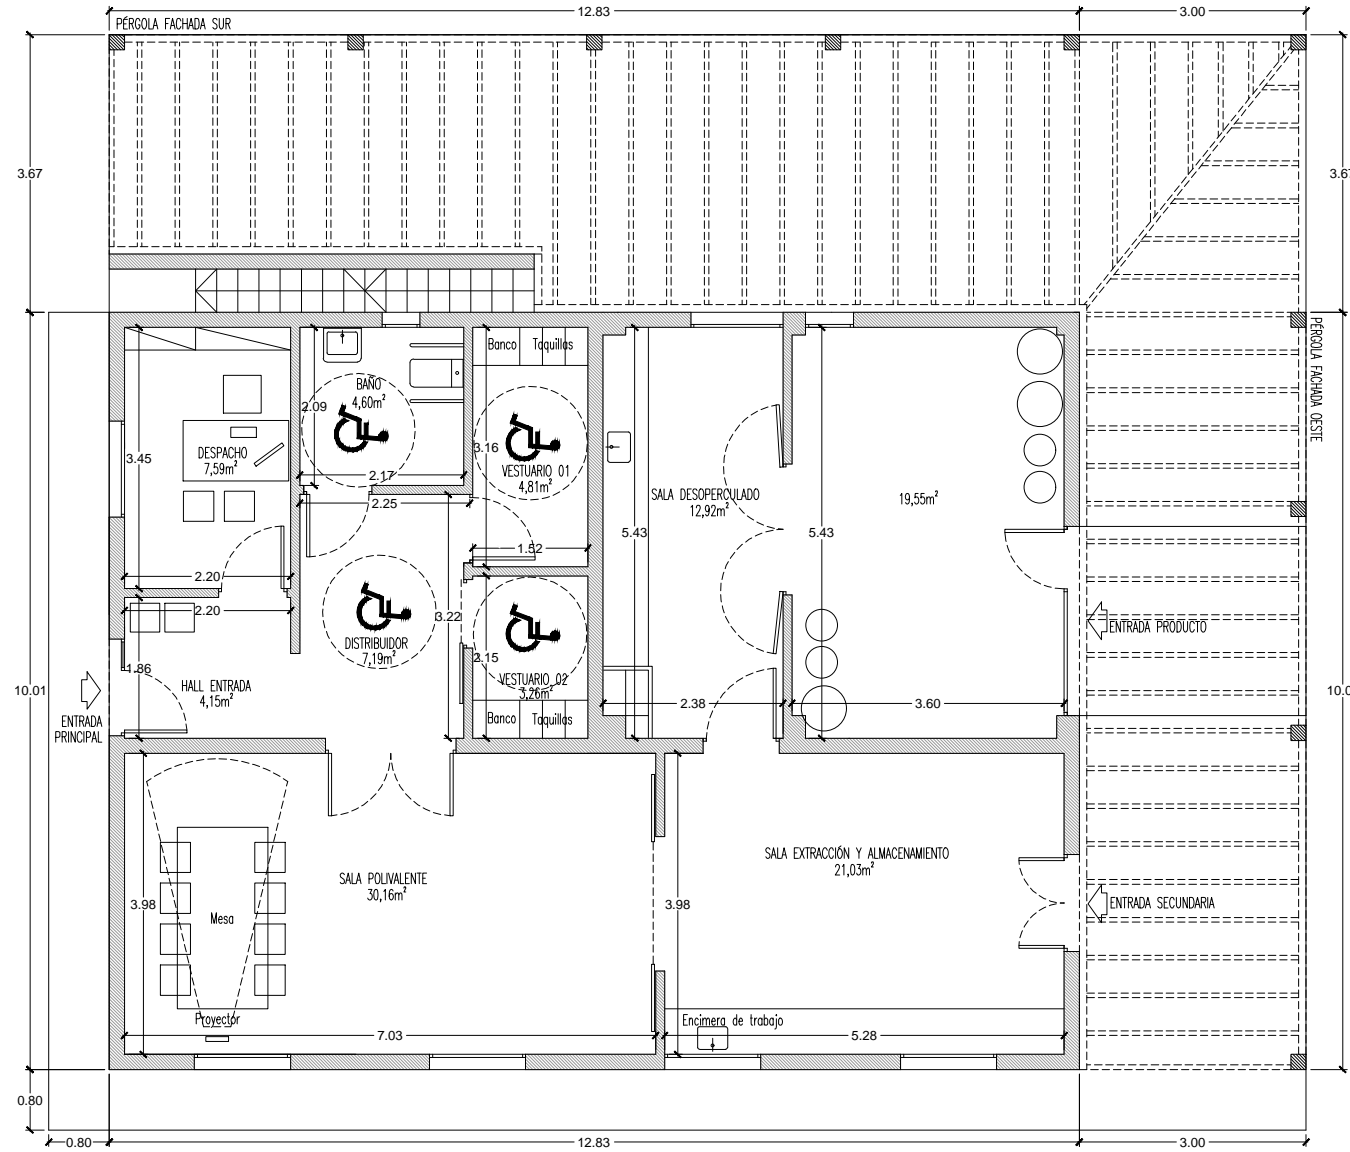 12.83
3.00
PÉRGOLA FACHADA SUR
3.67
3.67
PÉRGOLA FACHADA OESTE
Banco
Taquillas
BAÑO
4,60m²
2.09
3.45
DESPACHO
7,59m²
3.16
VESTUARIO 01
4,81m²
2.17
2.25
SALA DESOPERCULADO
12,92m²
19,55m²
5.43
5.43
1.52
2.20
2.20
3.22
DISTRIBUIDOR
7,19m²
2.15
VESTUARIO 02
3,26m²
1.86
HALL ENTRADA
4,15m²
10.01
ENTRADA
PRINCIPAL
Banco
Taquillas
2.38
3.60
ENTRADA PRODUCTO
SALA EXTRACCIÓN Y ALMACENAMIENTO
21,03m²
SALA POLIVALENTE
30,16m²
3.98
Mesa
3.98
ENTRADA SECUNDARIA
Proyector
Encimera de trabajo
7.03
5.28
0.80
0.80
12.83
3.00